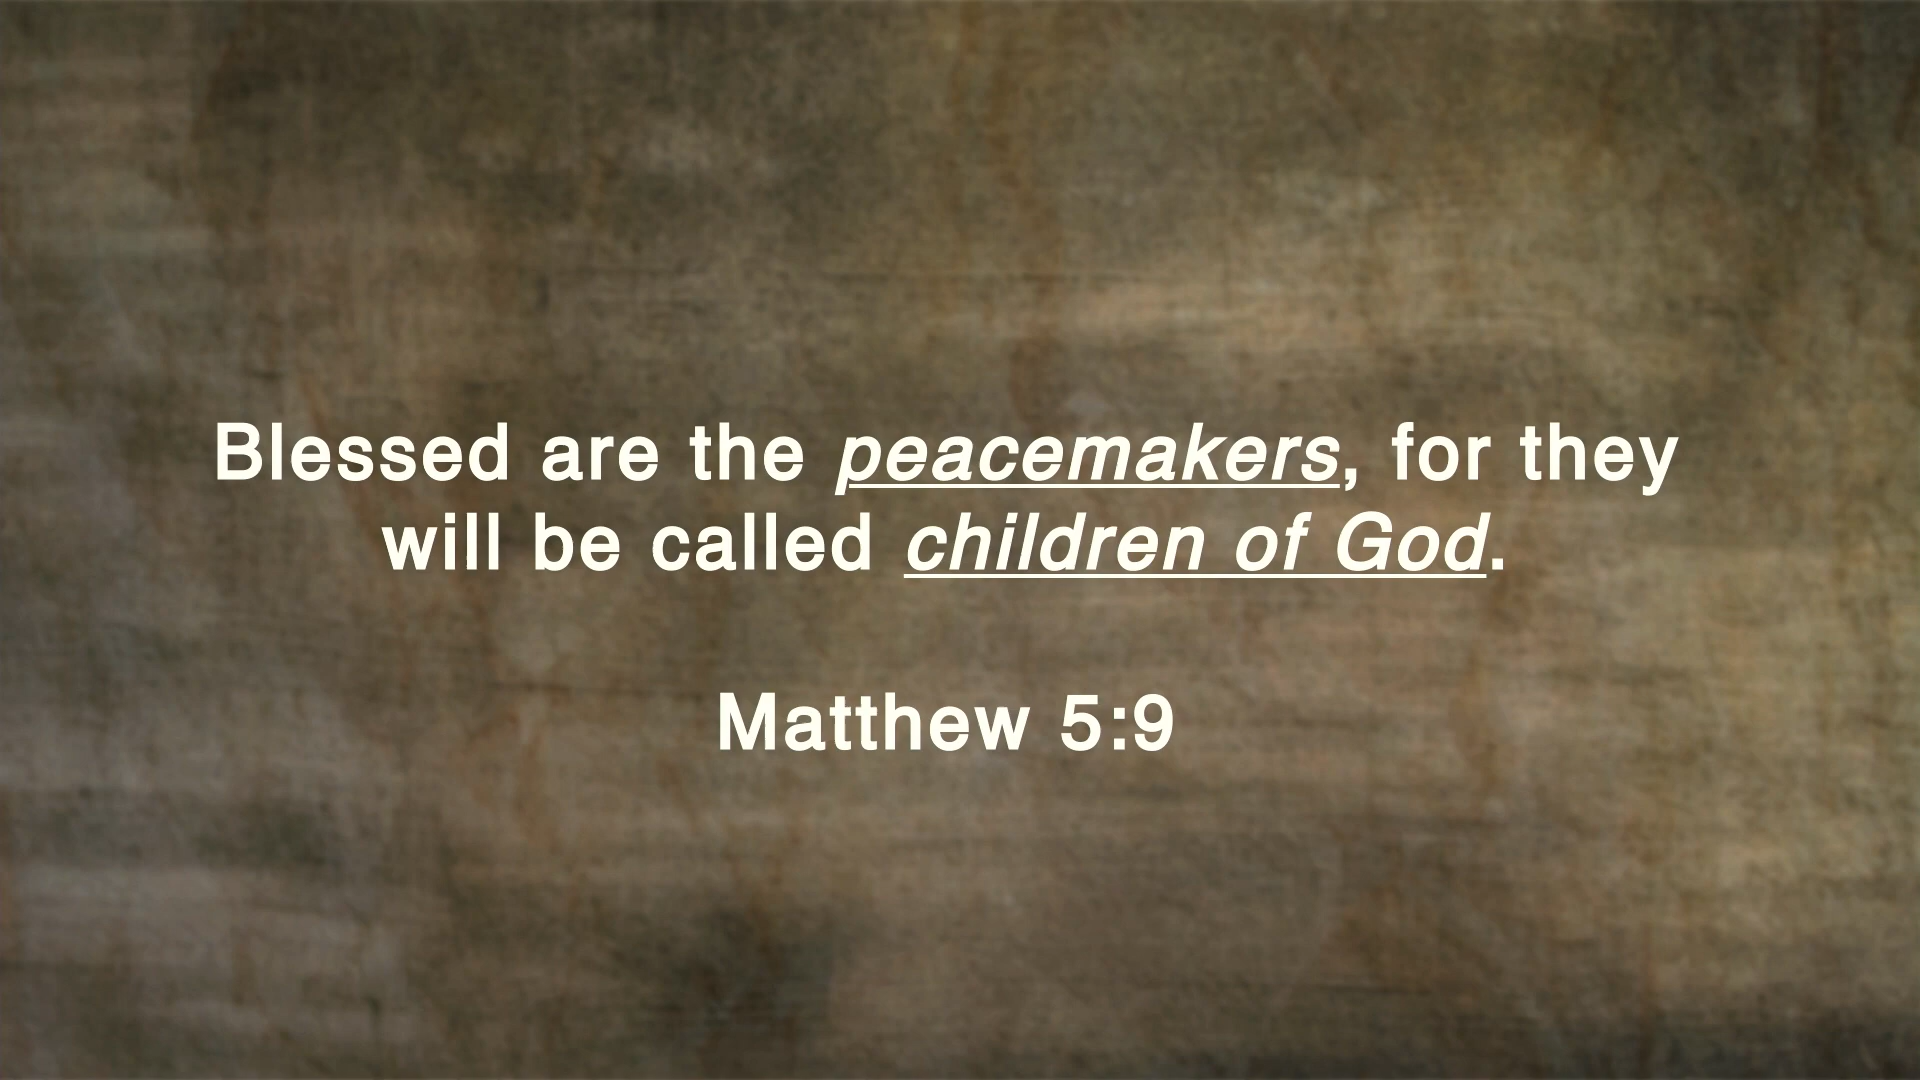 Blessed are the peacemakers, for they
will be called children of God.
Matthew 5:9